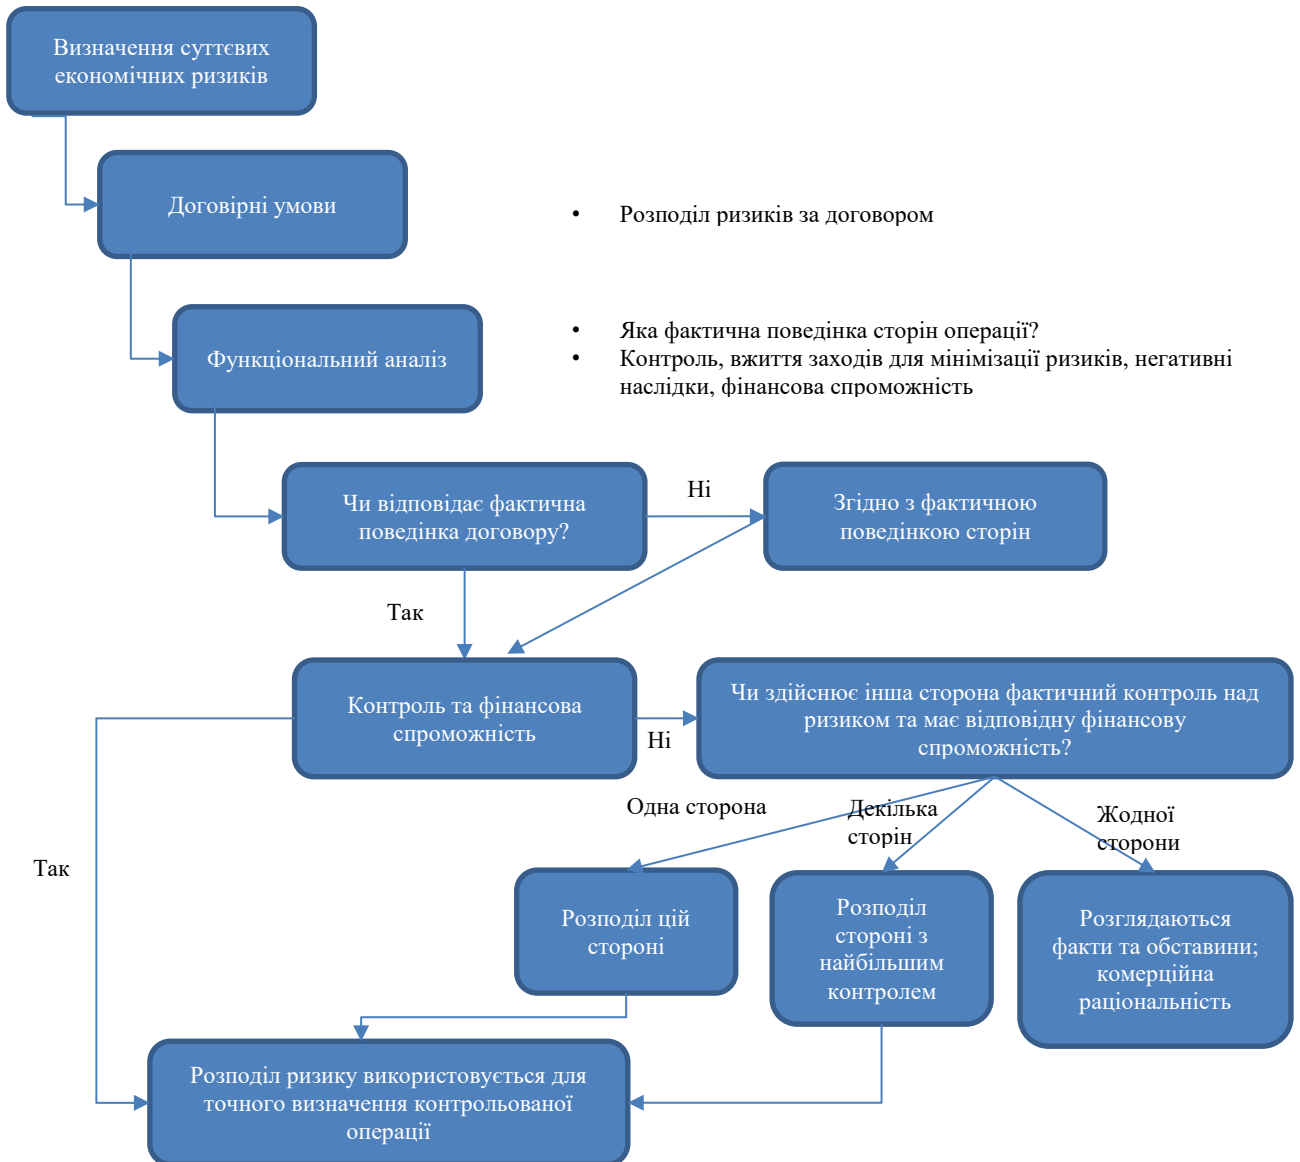 Визначення суттєвих
економічних ризиків
Договірні умови
• Розподіл ризиків за договором
Функціональний аналіз
• Яка фактична поведінка сторін операції?
• Контроль, вжиття заходів для мінімізації ризиків, негативні
наслідки, фінансова спроможність
Чи відповідає фактична
поведінка договору?
Ні
Згідно з фактичною
поведінкою сторін
Так
Контроль та фінансова
спроможність
Ні
Чи здійснює інша сторона фактичний контроль над
ризиком та має відповідну фінансову
спроможність?
Одна сторона
Декілька
сторін
Жодної
сторони
Так
Розподіл цій
стороні
Розподіл
стороні з
найбільшим
контролем
Розглядаються
факти та обставини;
комерційна
раціональність
Розподіл ризику використовується для
точного визначення контрольованої
операції